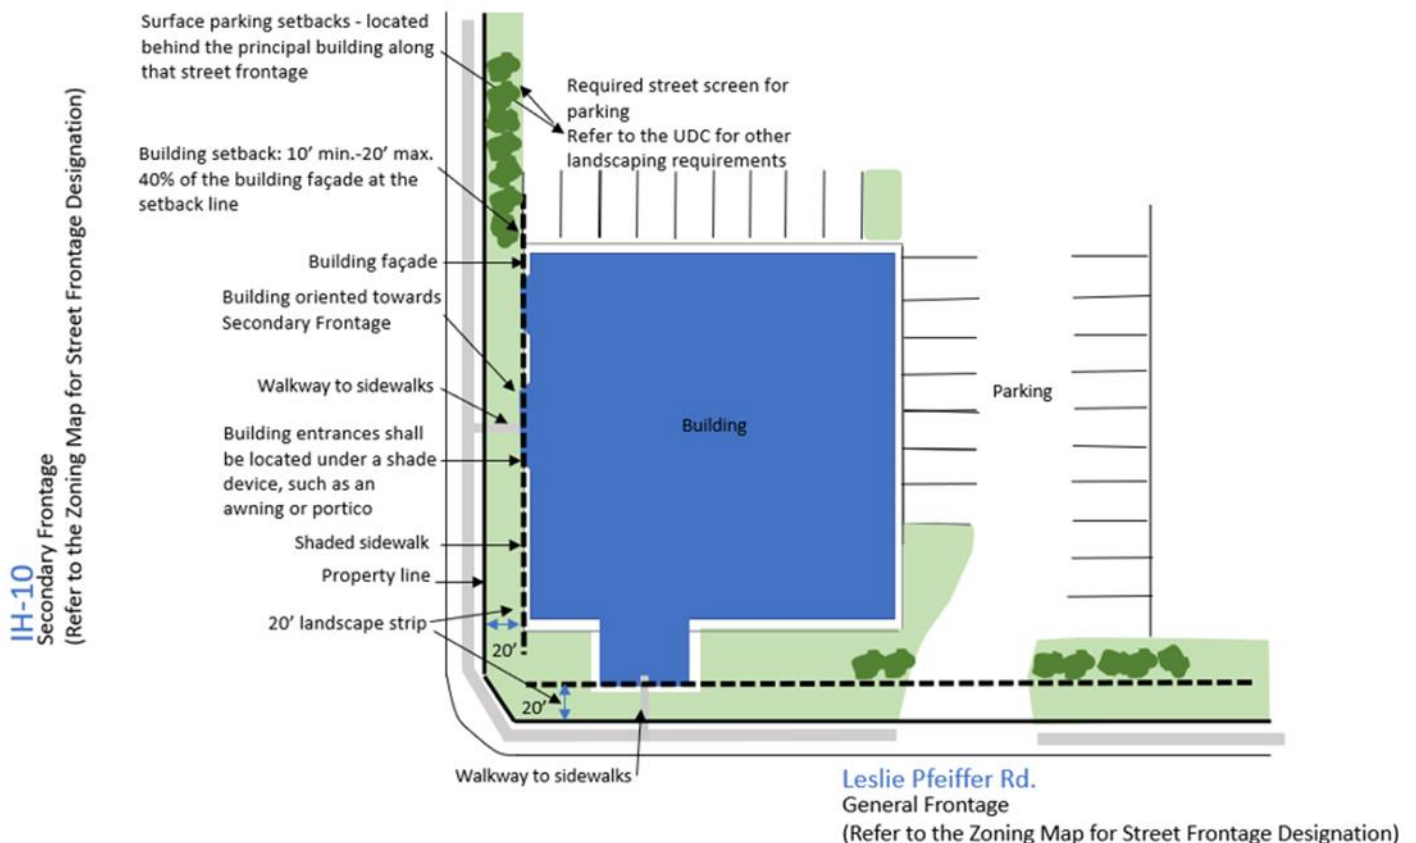 Surface parking setbacks - located
behind the principal building along
that street frontage
Required street screen for
parking
Refer to the UDC for other
landscaping requirements
Building setback: 10’ min.-20’ max.
40% of the building façade at the
setback line
Building façade
Building oriented towards
Secondary Frontage
Walkway to sidewalks
Building entrances shall
be located under a shade
device, such as an
awning or portico
Shaded sidewalk
Property line
20’ landscape strip
20’
20’
Building
Parking
Walkway to sidewalks
IH-10
Secondary Frontage
(Refer to the Zoning Map for Street Frontage Designation)
Leslie Pfeiffer Rd.
General Frontage
(Refer to the Zoning Map for Street Frontage Designation)